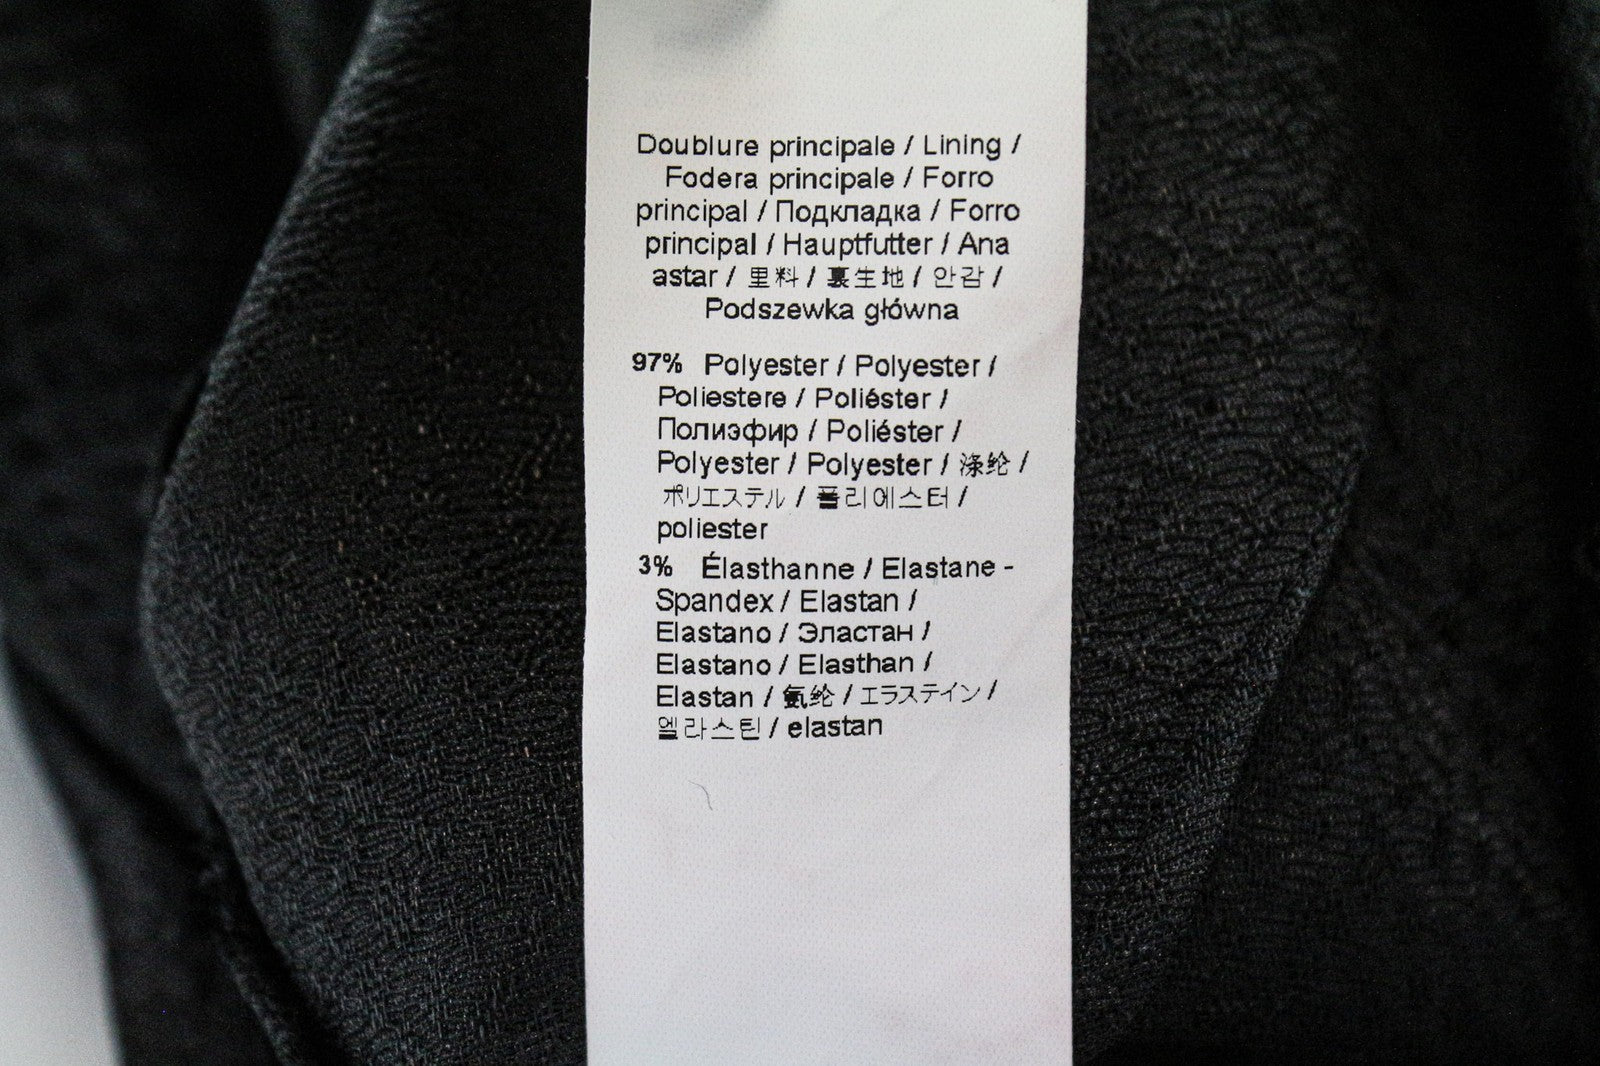 Doublure principale / Lining /
Fodera principale / Forro
principal / Подкладка / Forro
principal / Hauptfutter / Ana
astar / 里料 / 裏生地 / 안감 /
Podszewka główna
97% Polyester / Polyester /
Poliestere / Poliéster /
Полиэфир / Poliéster /
Polyester / Polyester / 涤纶 /
ポリエステル / 폴리에스터 /
poliester
3% Élasthanne / Elastane -
Spandex / Elastan /
Elastano / Эластан /
Elastano / Elasthan /
Elastan / 氨纶 / エラステイン /
엘라스틴 / elastan